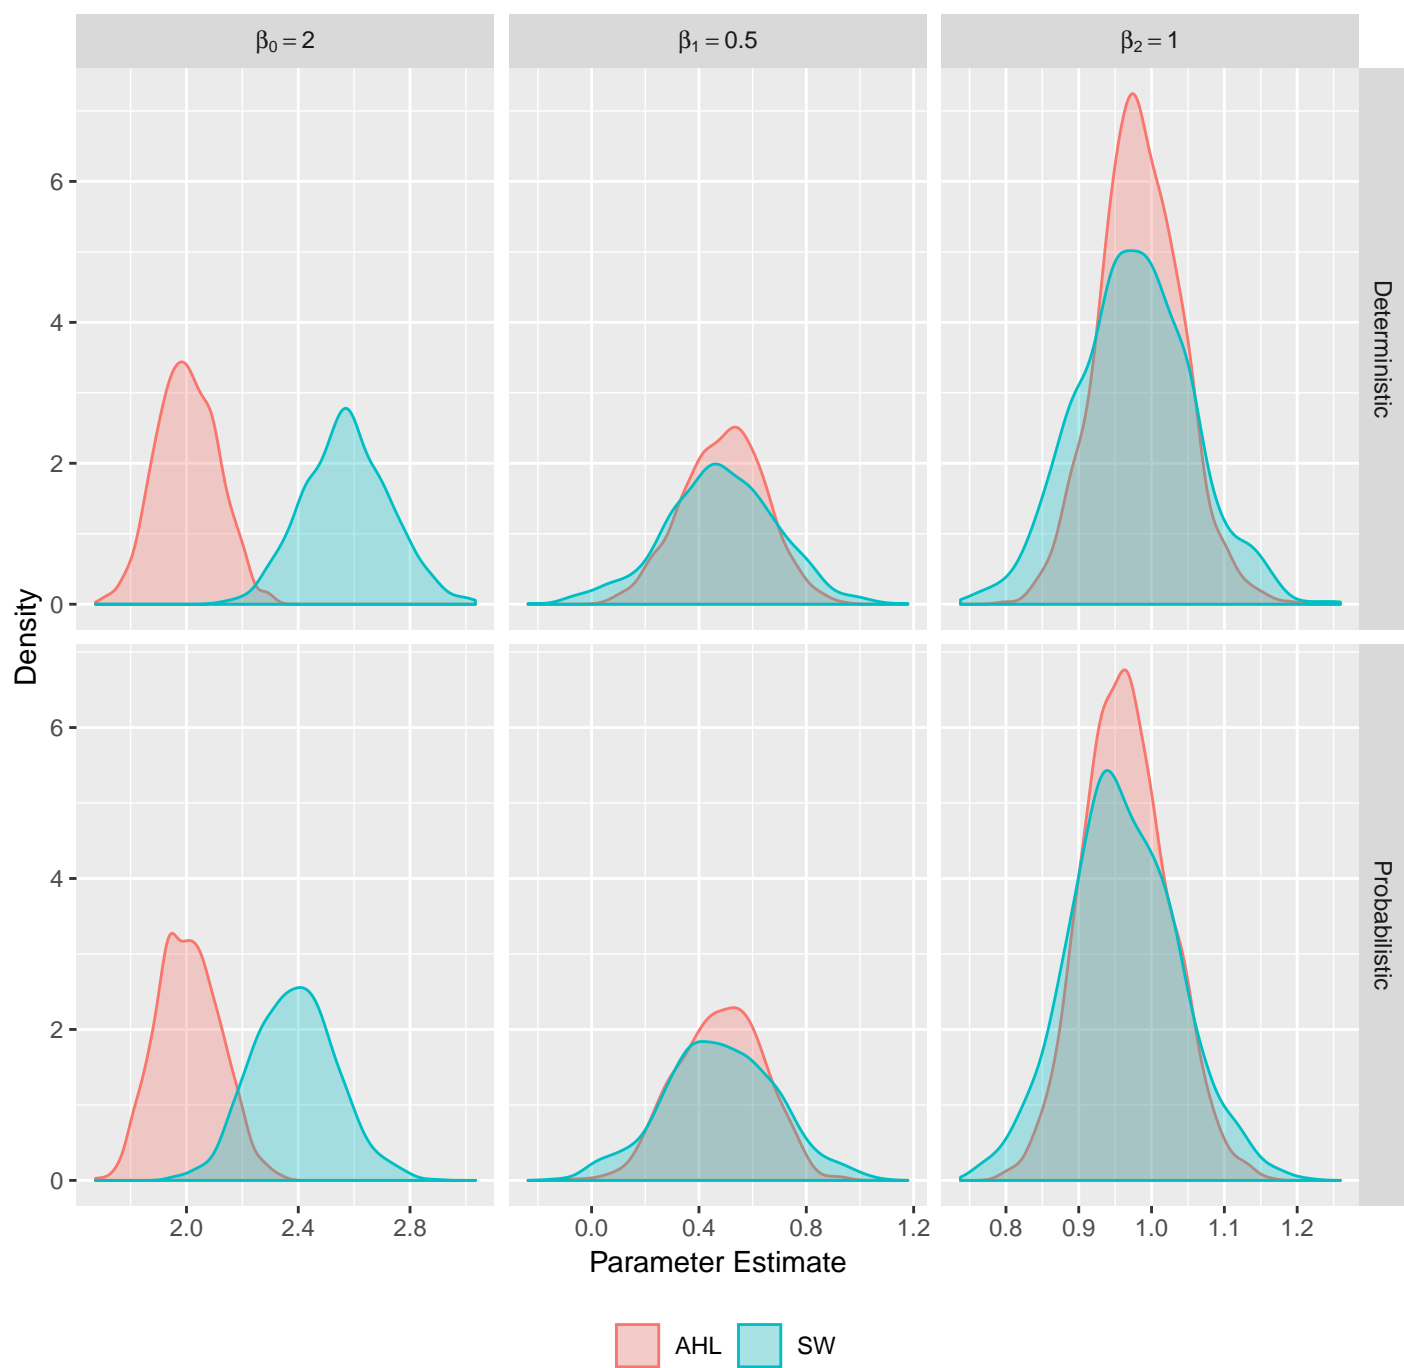 β₀ = 2
β₁ = 0.5
β₂ = 1
Density
6
4
2
0
Deterministic
6
4
2
0
Probabilistic
2.0 2.4 2.8
0.0 0.4 0.8 1.2
0.8 0.9 1.0 1.1 1.2
Parameter Estimate
AHL SW